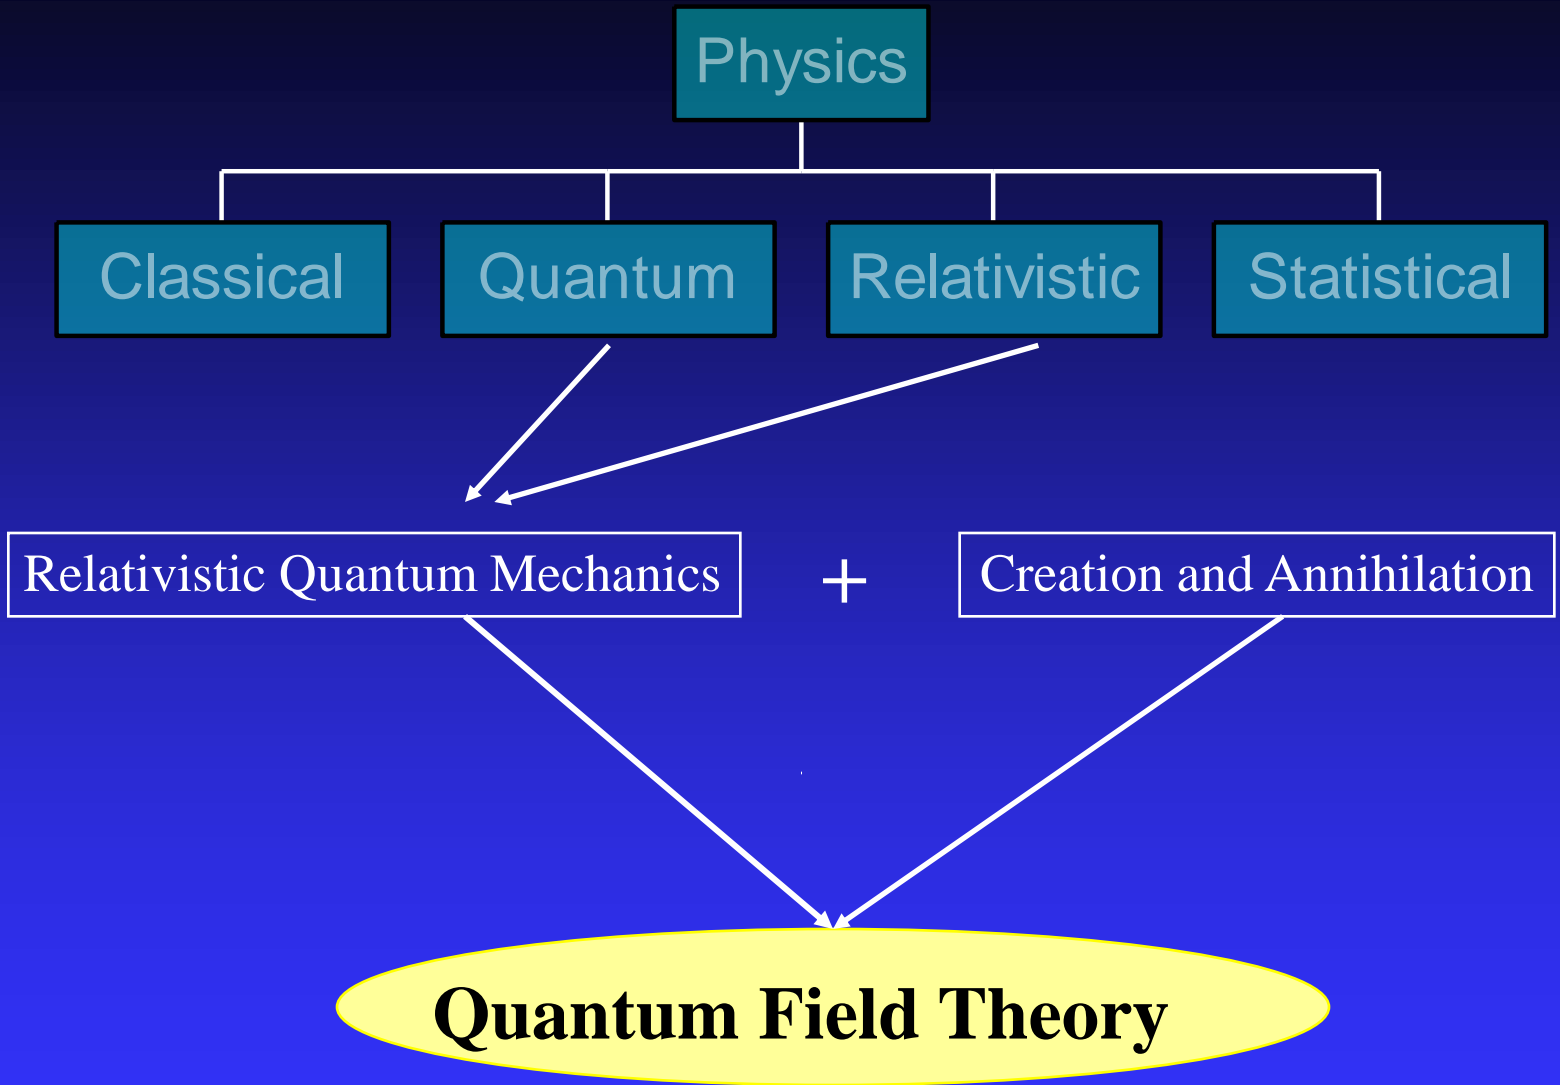 Physics
Classical Quantum Relativistic Statistical
Relativistic Quantum Mechanics + Creation and Annihilation
Quantum Field Theory